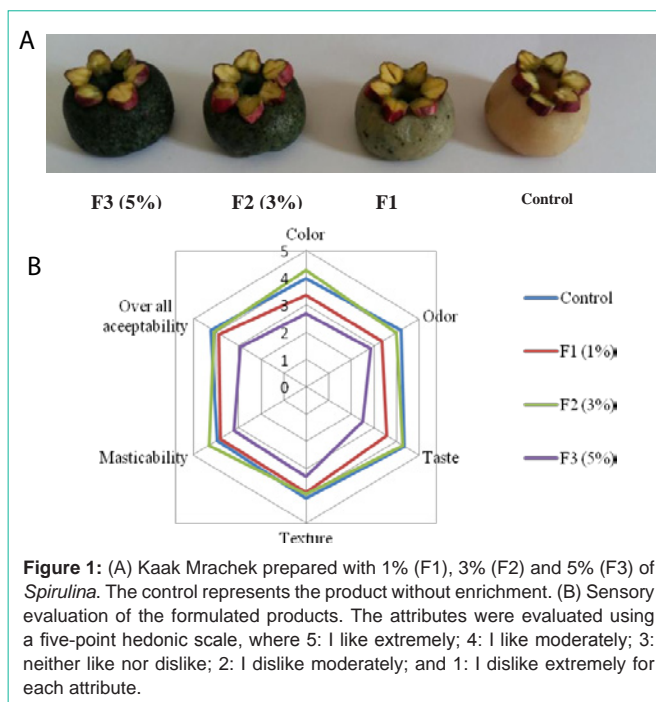 A
F3 (5%) F2 (3%) F1 Control
B
Color
5
4
3
2
1
0
Over all
aceeptability
Odor
Masticability
Taste
Texture
Control
F1 (1%)
F2 (3%)
F3 (5%)
Figure 1: (A) Kaak Mrachek prepared with 1% (F1), 3% (F2) and 5% (F3) of
Spirulina. The control represents the product without enrichment. (B) Sensory
evaluation of the formulated products. The attributes were evaluated using
a five-point hedonic scale, where 5: I like extremely; 4: I like moderately; 3:
neither like nor dislike; 2: I dislike moderately; and 1: I dislike extremely for
each attribute.